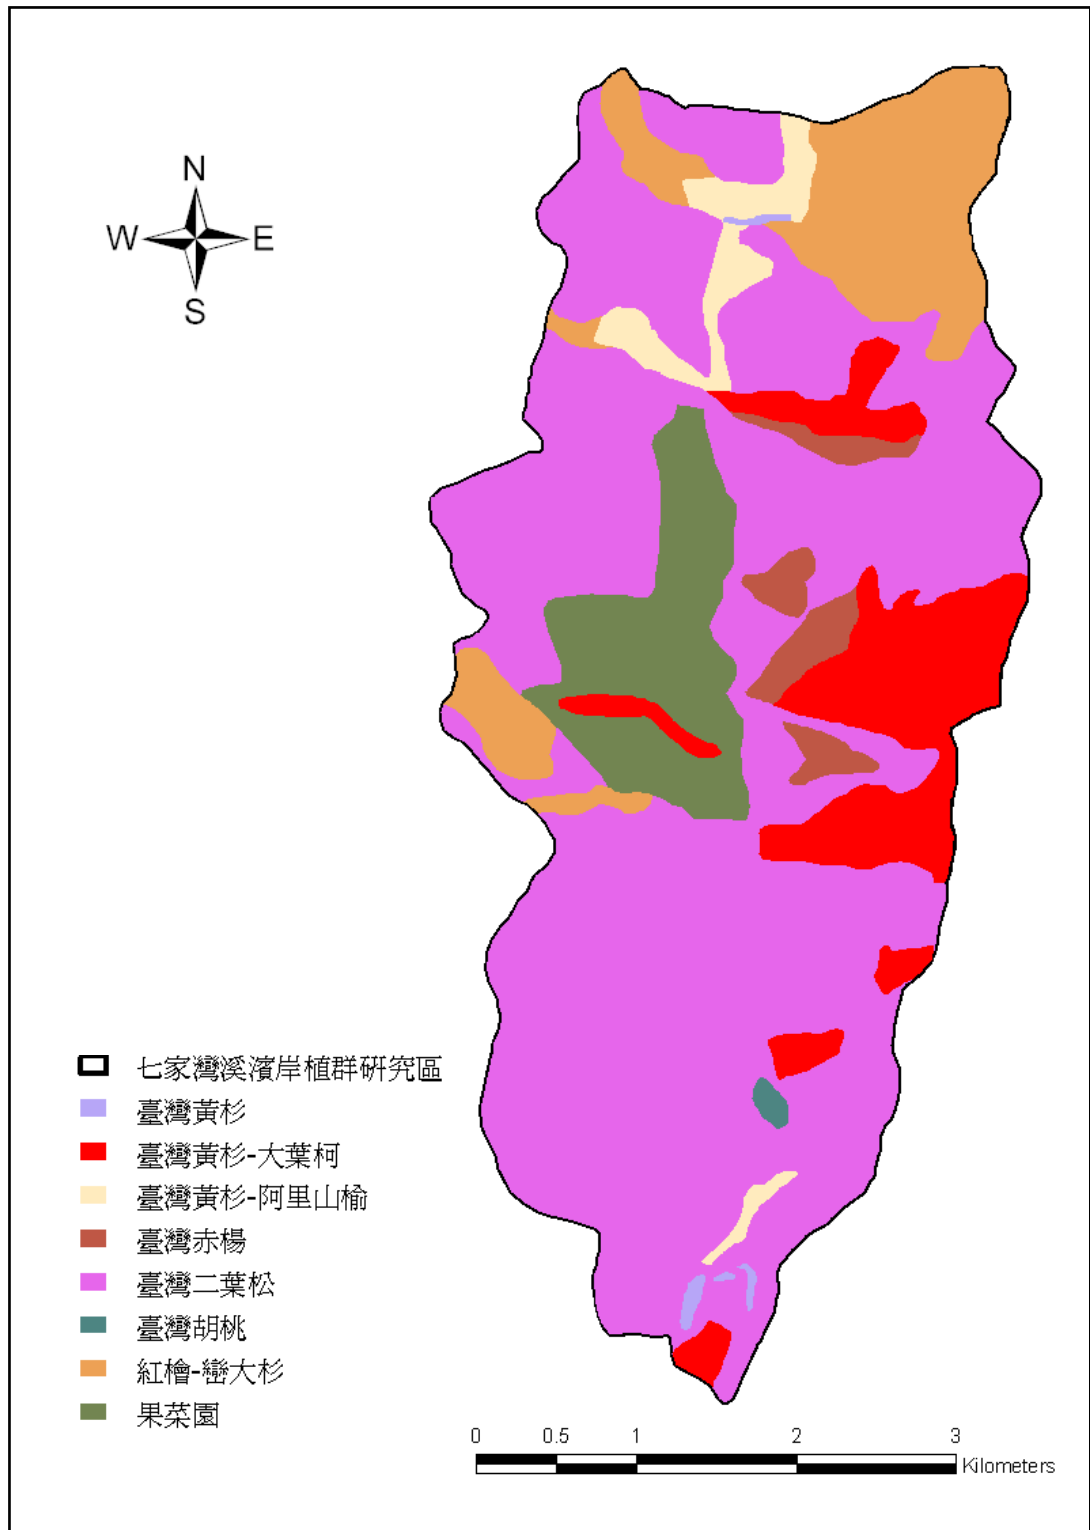 N
W E
S
七家灣溪濱岸植群研究區
臺灣黃杉
臺灣黃杉-大葉柯
臺灣黃杉-阿里山榆
臺灣赤楊
臺灣二葉松
臺灣胡桃
紅檜-巒大杉
果菜園
0 0.5 1 2 3
Kilometers